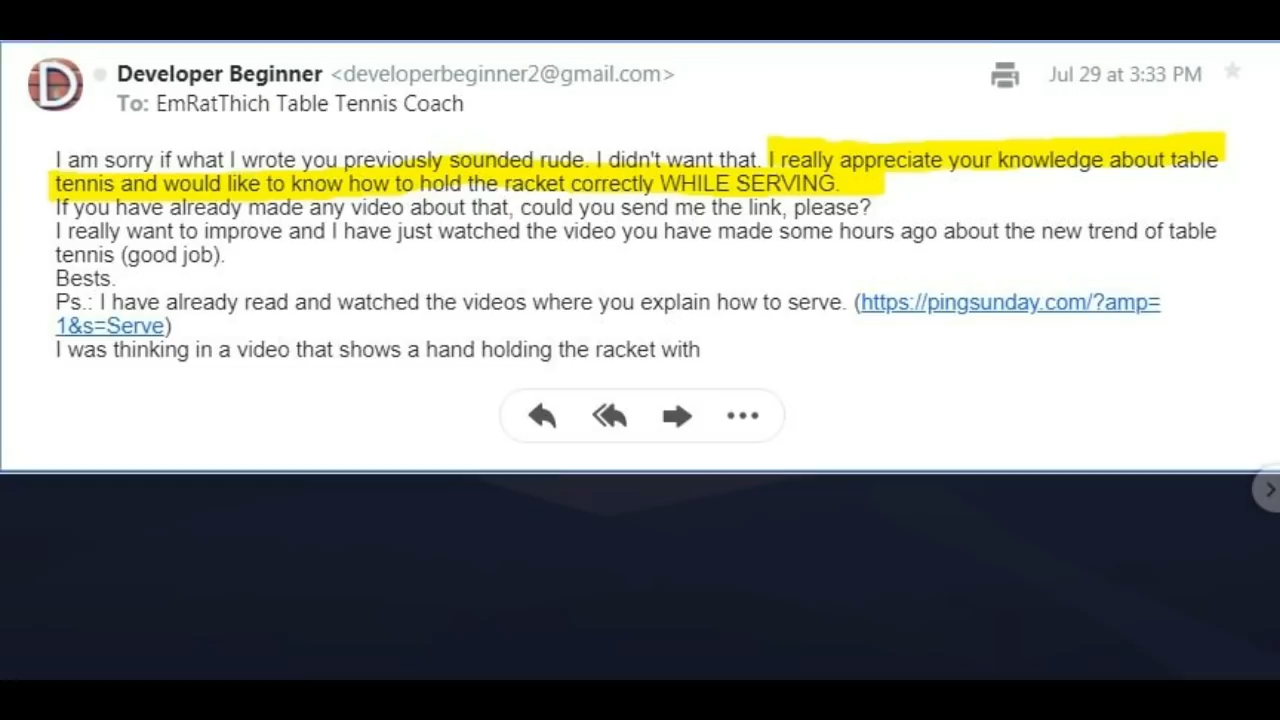 D
Developer Beginner <developerbeginner2@gmail.com>
Jul 29 at 3:33 PM
To: EmRatThich Table Tennis Coach
I am sorry if what I wrote you previously sounded rude. I didn't want that. I really appreciate your knowledge about table
tennis and would like to know how to hold the racket correctly WHILE SERVING.
If you have already made any video about that, could you send me the link, please?
I really want to improve and I have just watched the video you have made some hours ago about the new trend of table
tennis (good job).
Bests.
Ps.: I have already read and watched the videos where you explain how to serve. (https://pingsunday.com/?amp=
1&s=Serve)
I was thinking in a video that shows a hand holding the racket with